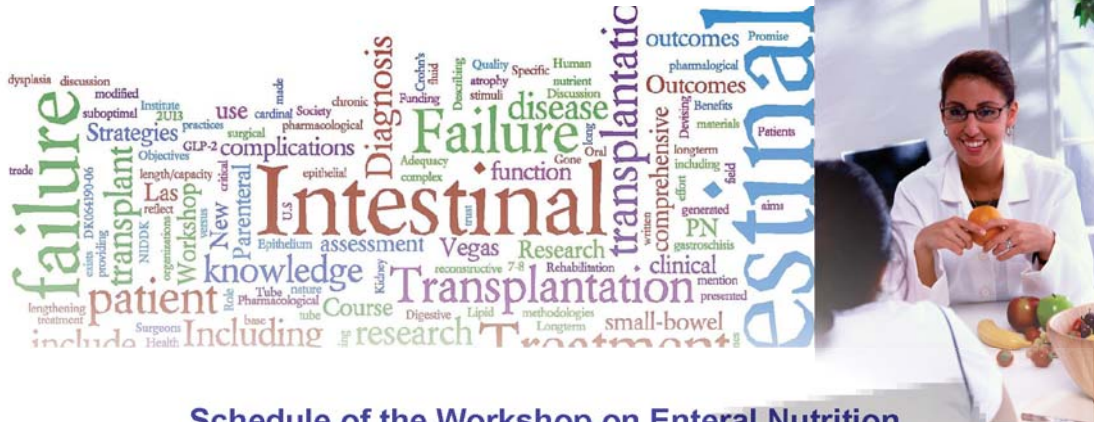 dysplasia discussion
modified
suboptimal Institute
2013
Strategies practices
use cardinal made Society chronic
surgical pharmacological
GLP-2 complications
Objectives
trade
failure
exists DK064190-06
providing
transplant
NIDDK
length/capacity
Las
reflect
organizations
Workshop
versus
New critical
Parenteral
U.S
epithelial
Intestinal
Diagnosis
Crohn's
fluid
Funding
Describing
Quality Specific Human
atrophy nutrient
stimuli Discussion
disease
Failure
long
Adequacy Gone Oral
complex function
trust
Epithelium assessment Vegas Research
knowledge
Kidney
reconstructive 7-8 Rehabilitation
Transplantation
patient
Role
Tube nature
Pharmacological
tube Course Digestive Lipid methodologies
Longterm small-bowel
lengthening
treatment
include
Surgeons
Health
Including
base
research
Treatment
transplantatic
outcomes Promise
pharmalogical
Outcomes
Devising
Benefits
materials Patients
comprehensive
longterm
including
effort
field
generated aims
written
PN
gastroschisis
clinical
mention
presented
estinal
Schedule of the Workshop on Enteral Nutrition